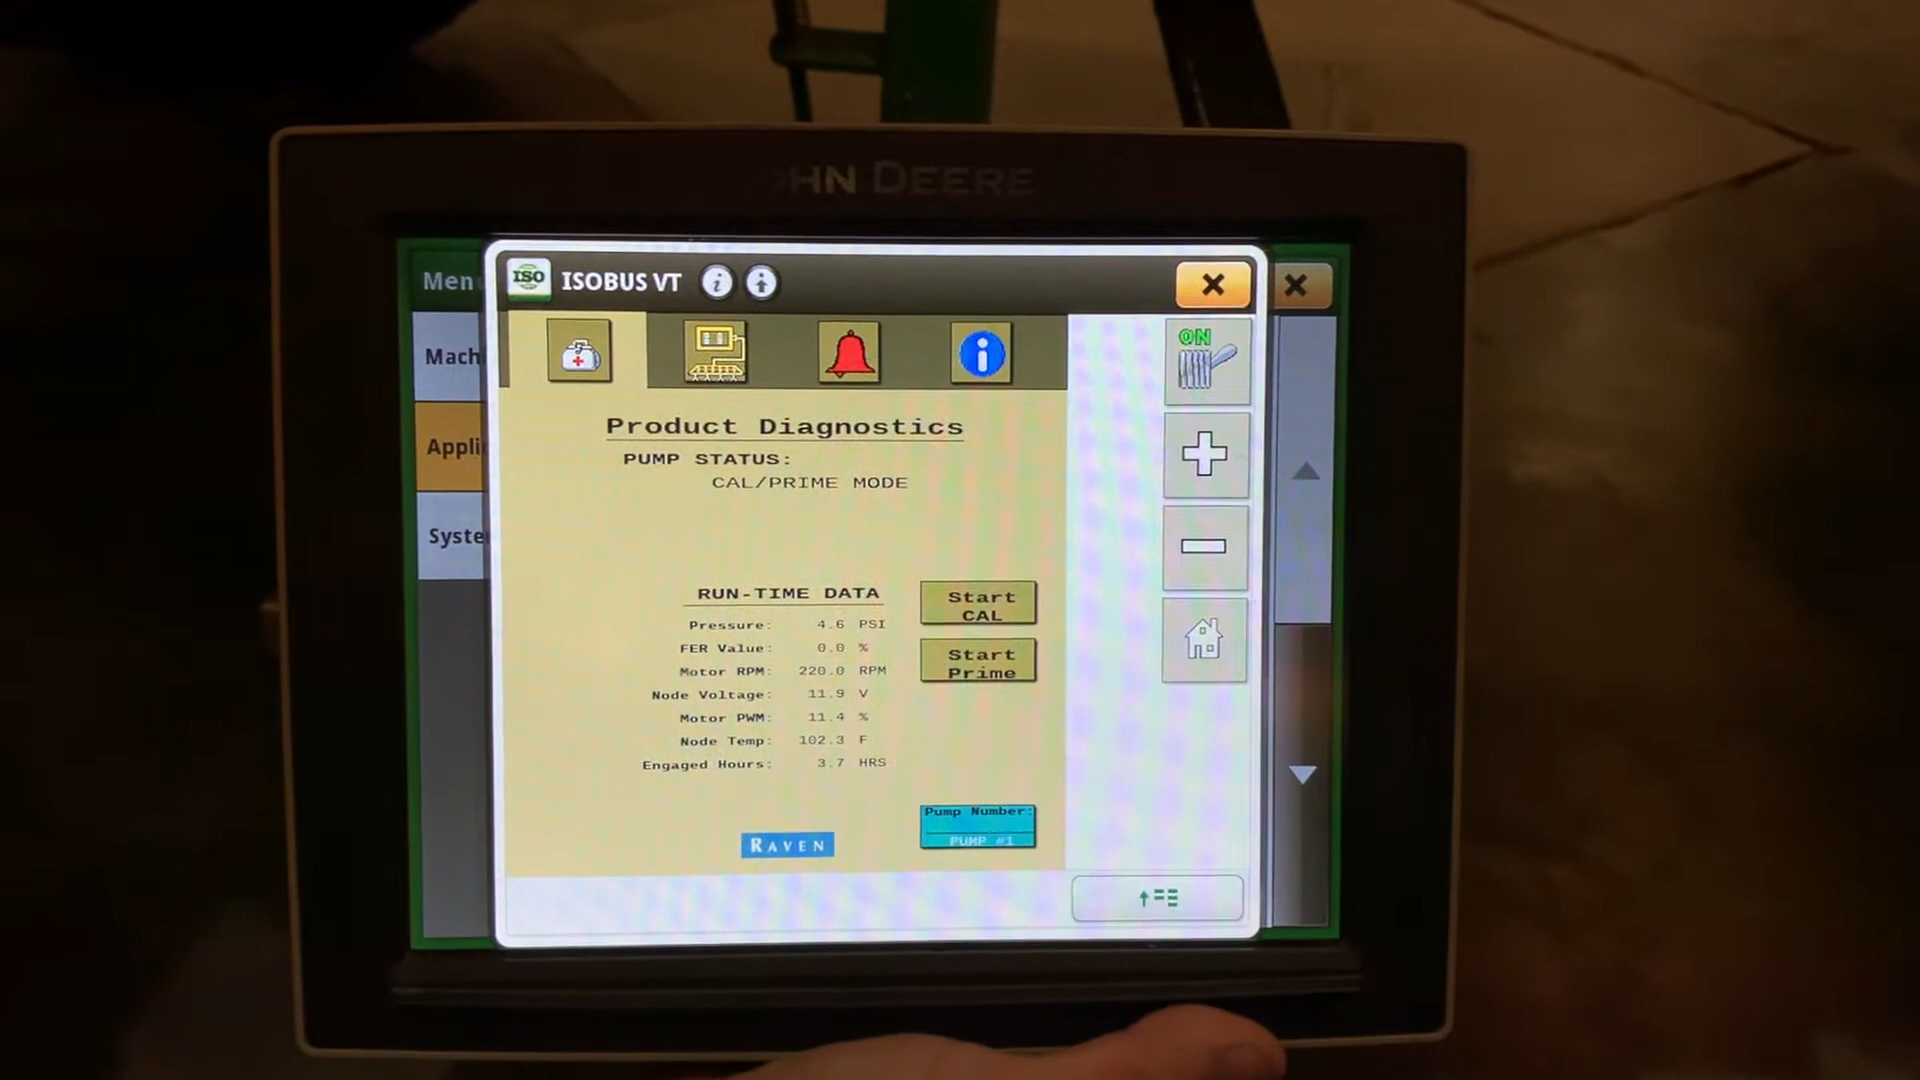 HN DEERE
Men
ISO
ISOBUS VT
Mach
Appli
Syste
ON
Product Diagnostics
PUMP STATUS:
CAL/PRIME MODE
RUN-TIME DATA
Pressure: 4.6 PSI
FER Value: 0.0 %
Motor RPM: 220.0 RPM
Node Voltage: 11.9 V
Motor PWM: 11.4 %
Node Temp: 102.3 F
Engaged Hours: 3.7 HRS
Start
CAL
Start
Prime
Pump Number:
PUMP #1
RAVEN